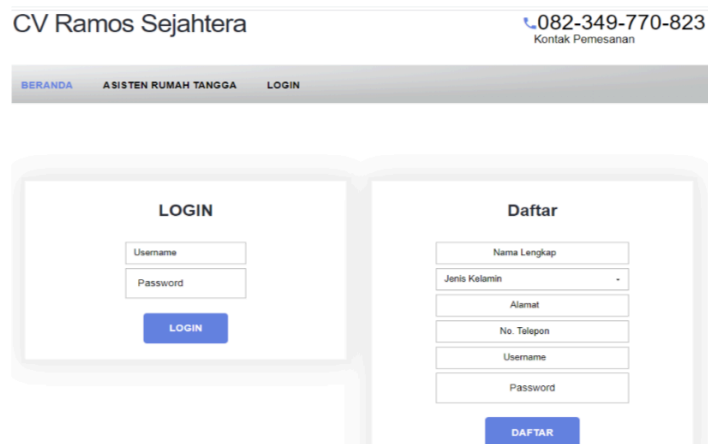 CV Ramos Sejahtera
082-349-770-823
Kontak Pemesanan
BERANDA ASISTEN RUMAH TANGGA LOGIN
LOGIN
Username
Password
LOGIN
Daftar
Nama Lengkap
Jenis Kelamin
Alamat
No. Telepon
Username
Password
DAFTAR